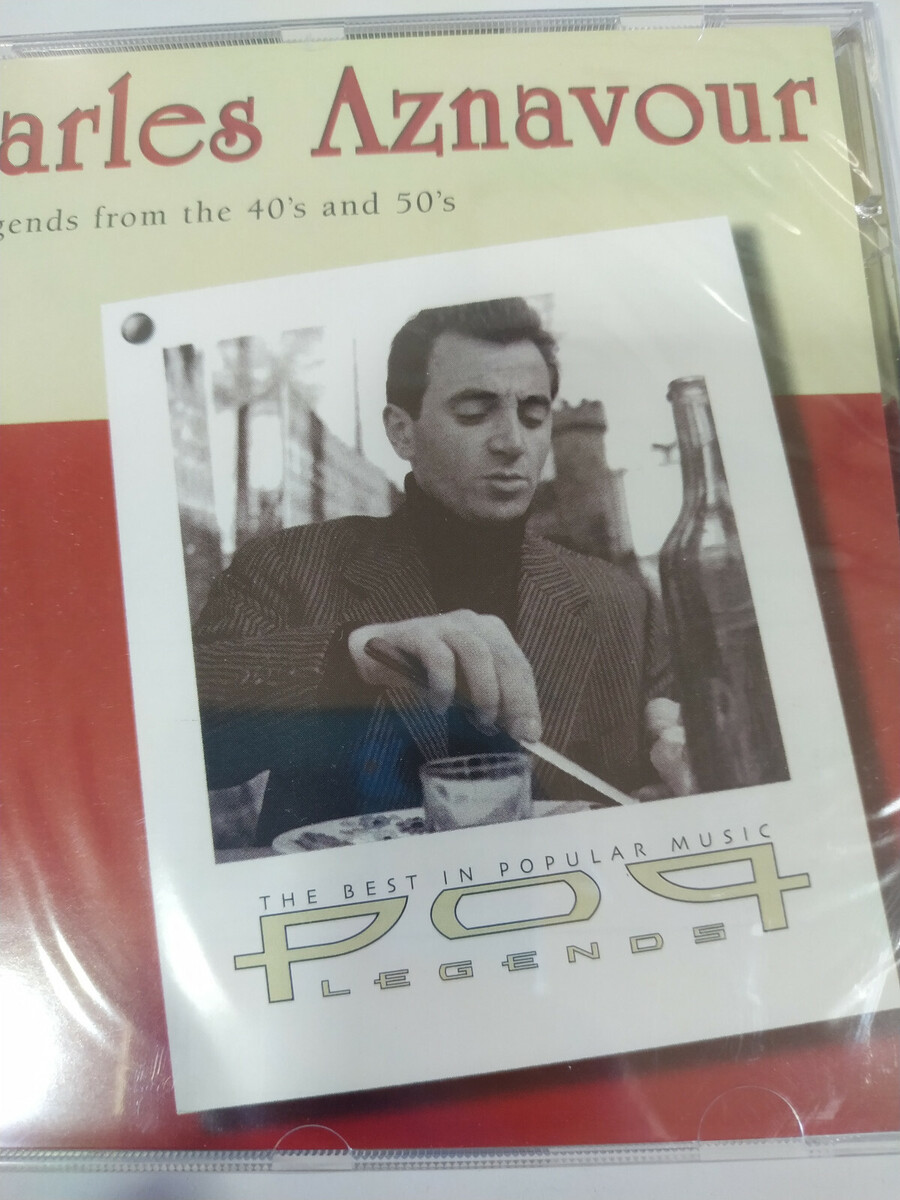 arles Aznavour
gends from the 40's and 50's
THE BEST IN POPULAR MUSIC
POP
LEGENDS